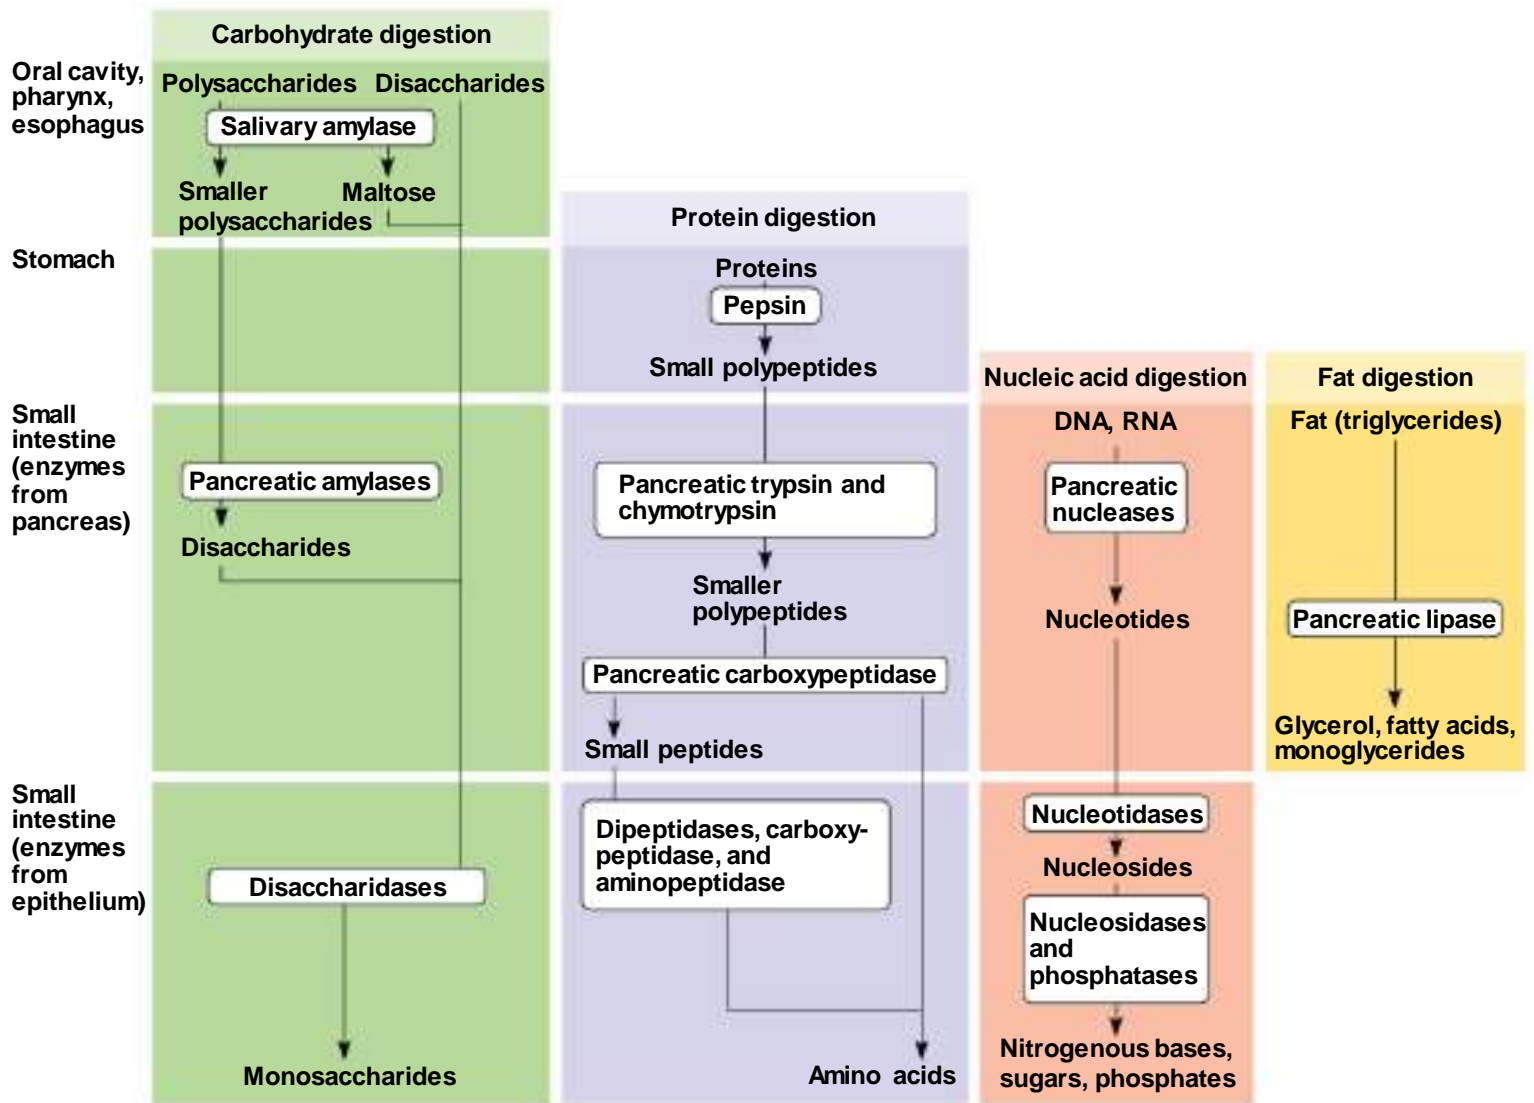 Carbohydrate digestion
Oral cavity,
pharynx,
esophagus
Polysaccharides Disaccharides
Salivary amylase
Smaller
polysaccharides
Maltose
Protein digestion
Stomach
Proteins
Pepsin
Small polypeptides
Nucleic acid digestion
Fat digestion
Small
intestine
(enzymes
from
pancreas)
Pancreatic amylases
Disaccharides
Pancreatic trypsin and
chymotrypsin
Smaller
polypeptides
Pancreatic carboxypeptidase
Small peptides
DNA, RNA
Pancreatic
nucleases
Nucleotides
Fat (triglycerides)
Pancreatic lipase
Glycerol, fatty acids,
monoglycerides
Small
intestine
(enzymes
from
epithelium)
Disaccharidases
Monosaccharides
Dipeptidases, carboxy-
peptidase, and
aminopeptidase
Amino acids
Nucleotidases
Nucleosides
Nucleosidases
and
phosphatases
Nitrogenous bases,
sugars, phosphates